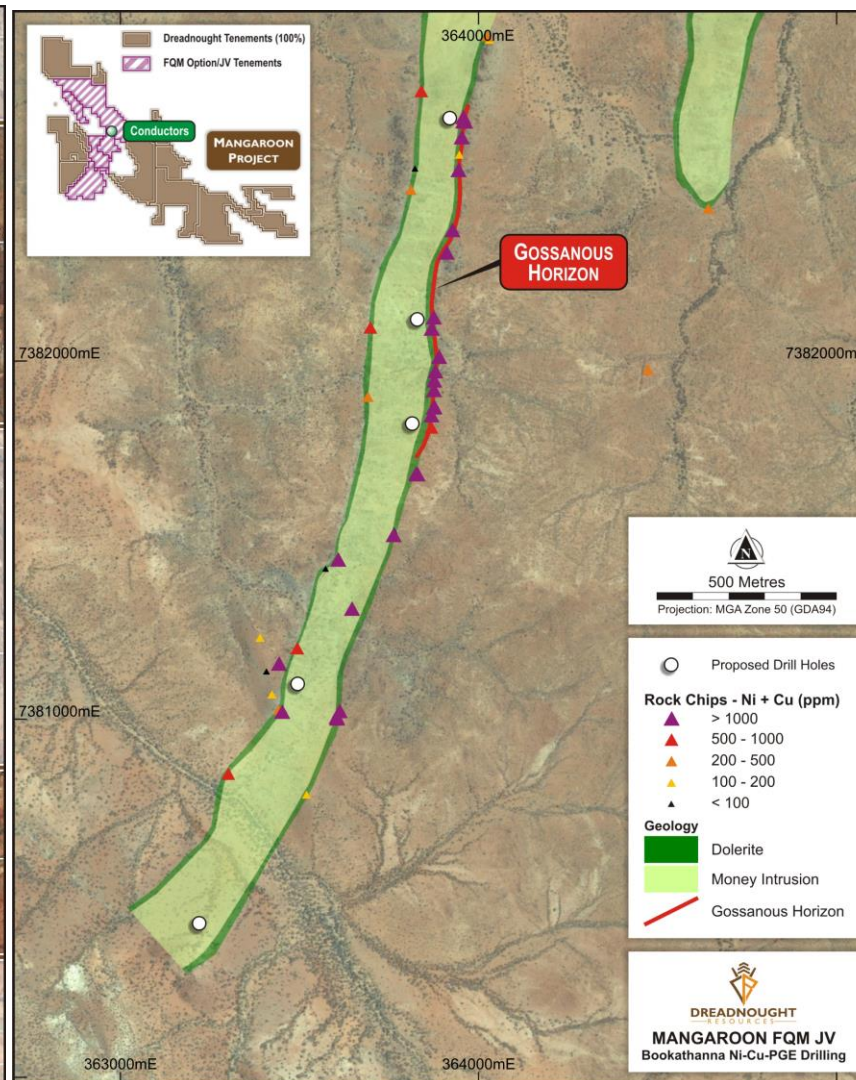 Dreadnought Tenements (100%)
FQM Option/JV Tenements
Conductors
MANGAROON
PROJECT
364000mE
GOSSANOUS
HORIZON
7382000mE
7382000m
N
500 Metres
Projection: MGA Zone 50 (GDA94)
Proposed Drill Holes
Rock Chips - Ni + Cu (ppm)
> 1000
500 - 1000
200 - 500
100 - 200
< 100
Geology
Dolerite
Money Intrusion
Gossanous Horizon
7381000mE
DREADNOUGHT
RESOURCES
MANGAROON FQM JV
Bookathanna Ni-Cu-PGE Drilling
363000mE
364000mE